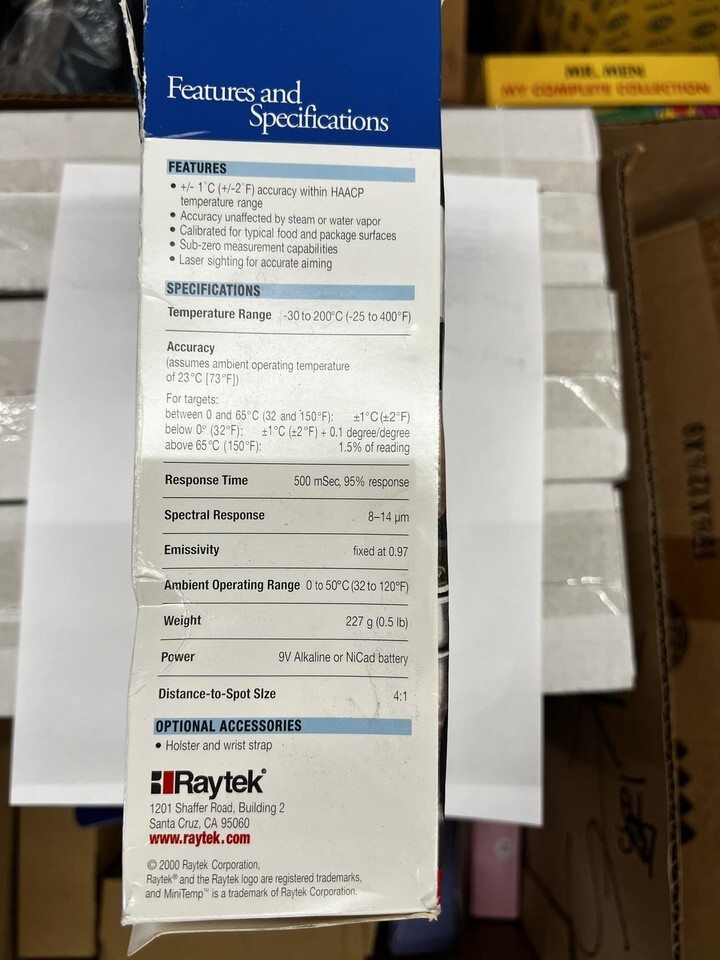 MR. MEN
MY COMPLETE COLLECTION
Features and
Specifications
FEATURES
• +/- 1°C (+/-2°F) accuracy within HAACP
temperature range
• Accuracy unaffected by steam or water vapor
• Calibrated for typical food and package surfaces
• Sub-zero measurement capabilities
• Laser sighting for accurate aiming
SPECIFICATIONS
Temperature Range -30 to 200°C (-25 to 400°F)
Accuracy
(assumes ambient operating temperature
of 23°C [73°F])
For targets:
between 0 and 65°C (32 and 150°F): ±1°C (±2°F)
below 0° (32°F): ±1°C (±2°F) + 0.1 degree/degree
above 65°C (150°F): 1.5% of reading
Response Time 500 mSec, 95% response
Spectral Response 8–14 µm
Emissivity fixed at 0.97
Ambient Operating Range 0 to 50°C (32 to 120°F)
Weight 227 g (0.5 lb)
Power 9V Alkaline or NiCad battery
Distance-to-Spot SIze 4:1
OPTIONAL ACCESSORIES
• Holster and wrist strap
Raytek®
1201 Shaffer Road, Building 2
Santa Cruz, CA 95060
www.raytek.com
© 2000 Raytek Corporation,
Raytek® and the Raytek logo are registered trademarks,
and MiniTemp™ is a trademark of Raytek Corporation.